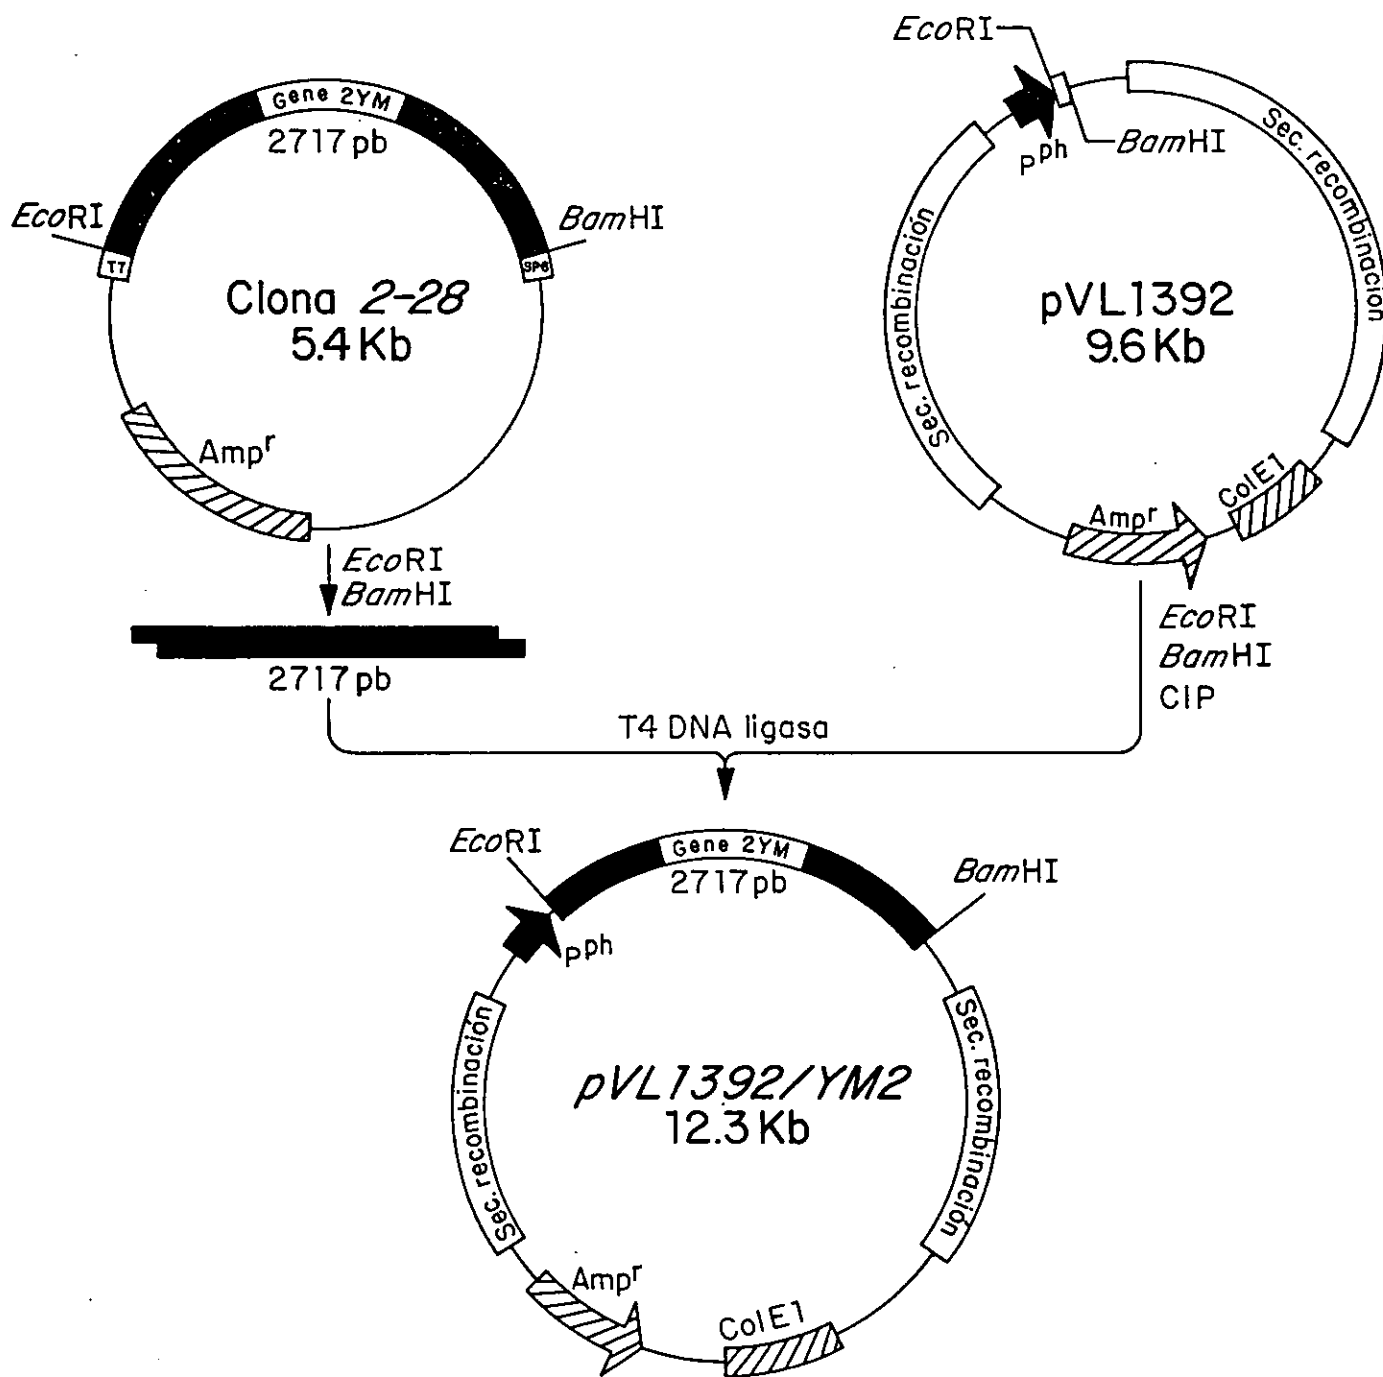 Gene 2YM
2717 pb
EcoRI
BamHI
T7
SP6
Clona 2-28
5.4 Kb
Amp^r
EcoRI
BamHI
2717 pb
EcoRI
BamHI
P^ph
Sec. recombinación
Sec. recombinación
pVL1392
9.6 Kb
Amp^r
ColE1
EcoRI
BamHI
CIP
T4 DNA ligasa
EcoRI
Gene 2YM
2717 pb
BamHI
P^ph
Sec. recombinación
Sec. recombinación
pVL1392/YM2
12.3 Kb
Amp^r
ColE1